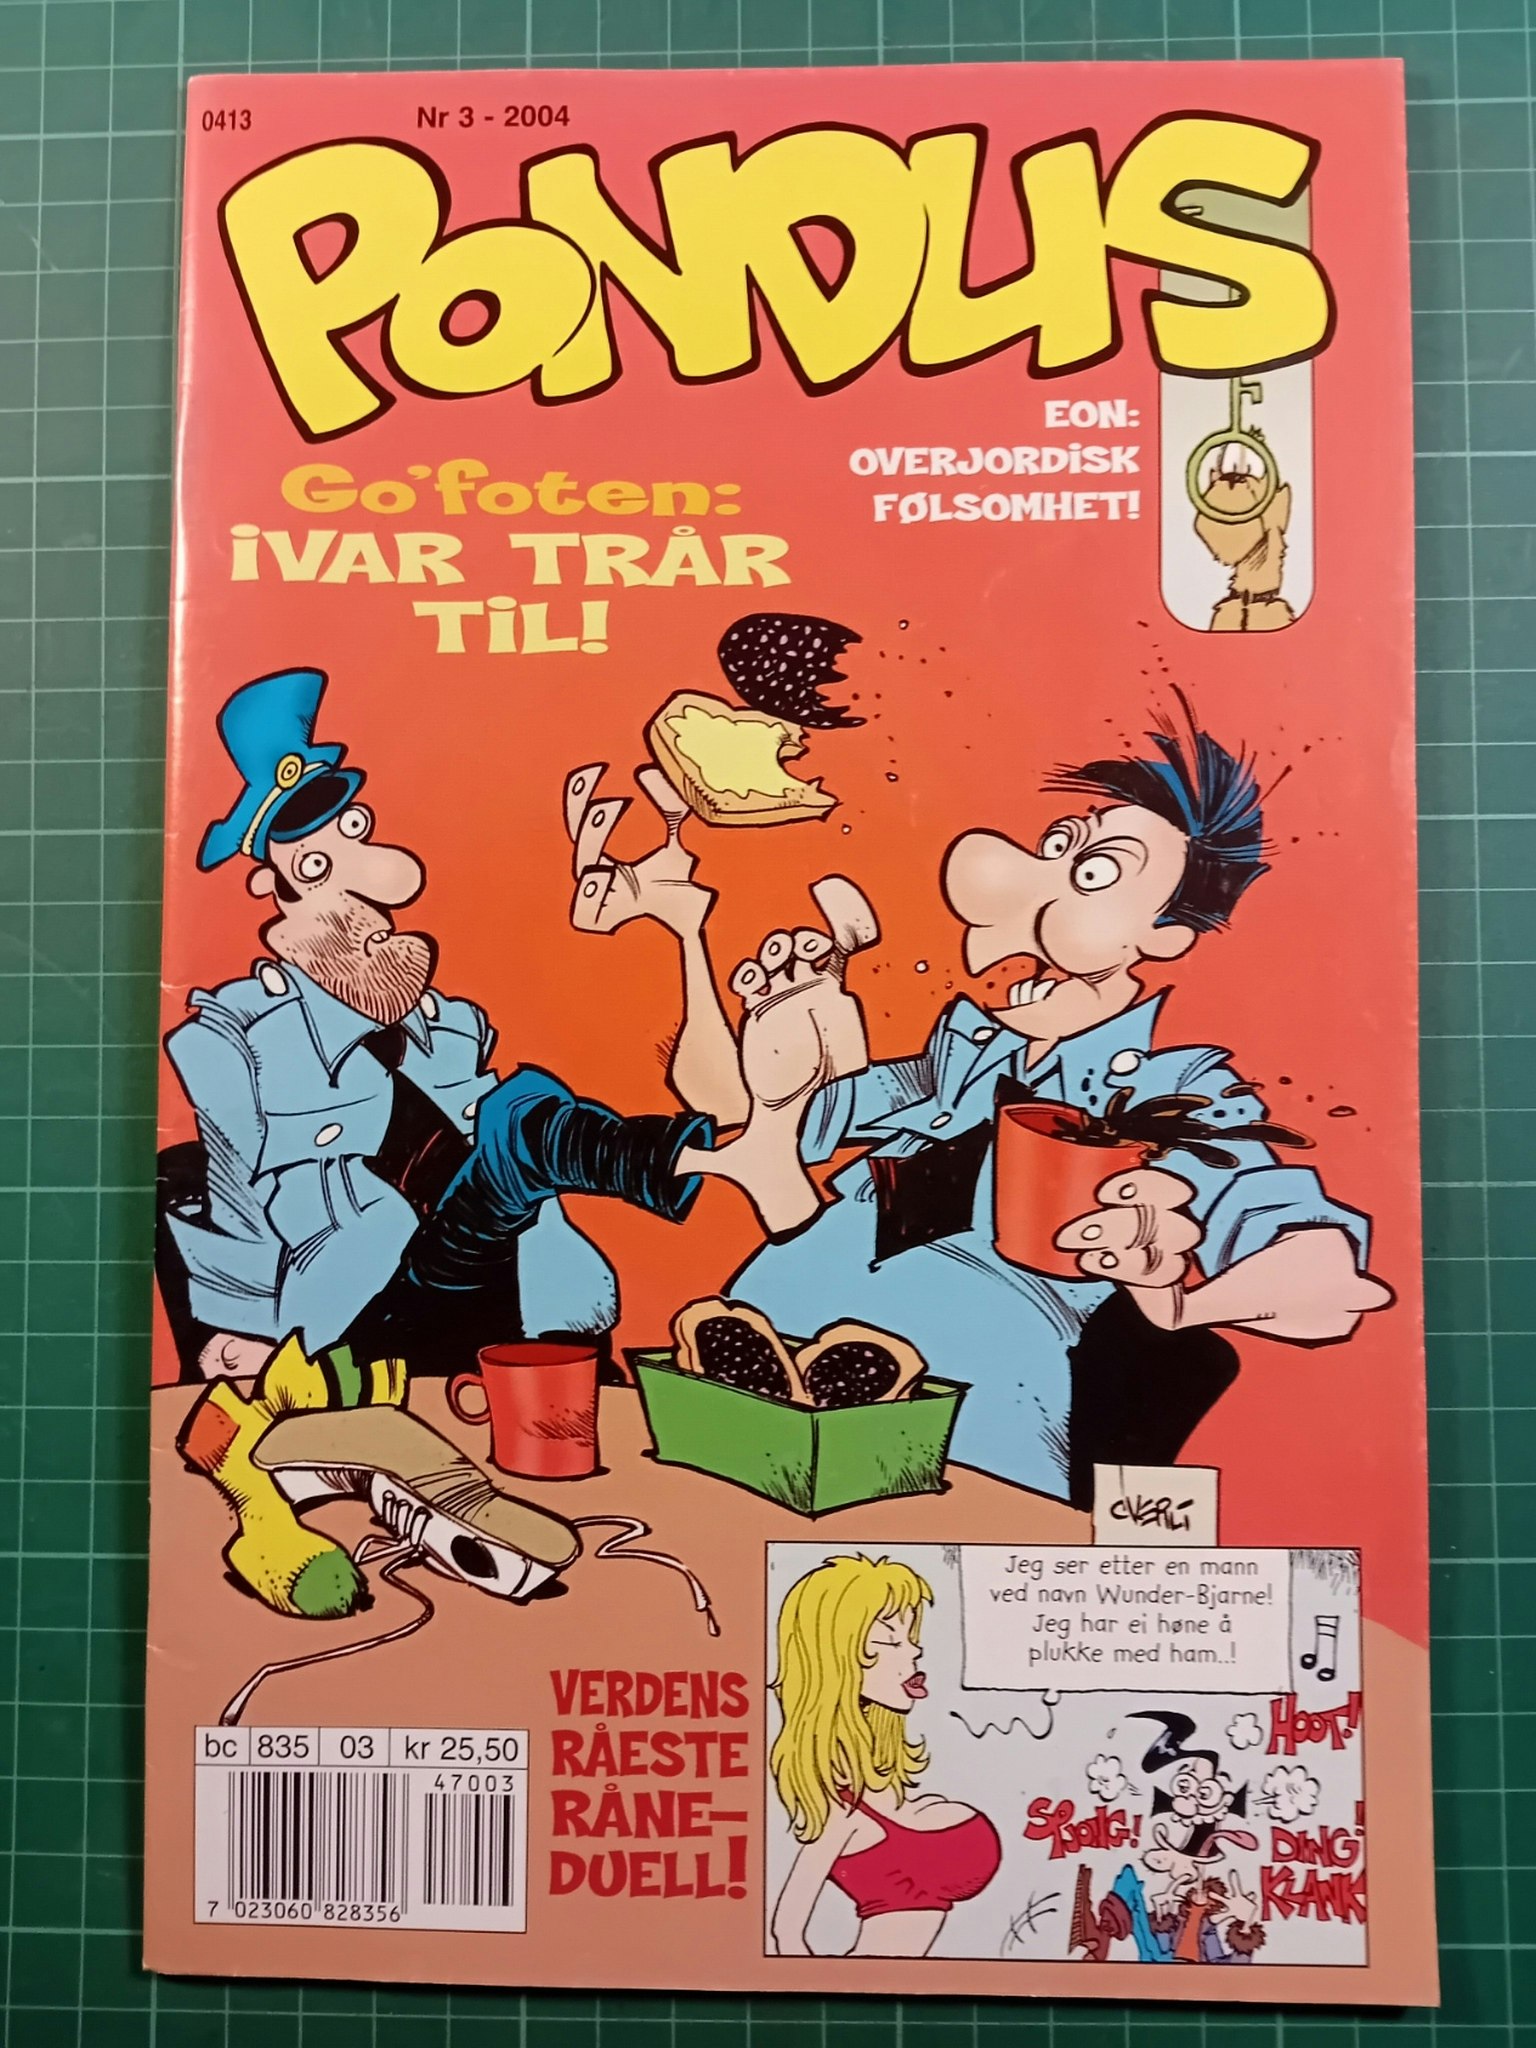 0413
Nr 3 - 2004
PONDUS
EON:
OVERJORDISK
FØLSOMHET!
Go'foten:
iVAR TRÅR
TiL!
ØVERLI
Jeg ser etter en mann
ved navn Wunder-Bjarne!
Jeg har ei høne å
plukke med ham..!
HOOT!
SPJOING!
DING!
KLANK
VERDENS
RÅESTE
RÅNE-
DUELL!
bc 835 03 kr 25,50
47003
7 023060 828356